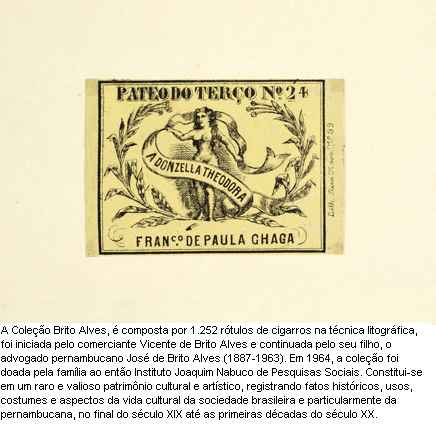 PATEO DO TERÇO Nº 24
A DONZELLA THEODORA
FRANCº. DE PAULA CHAGA
A Coleção Brito Alves, é composta por 1.252 rótulos de cigarros na técnica litográfica,
foi iniciada pelo comerciante Vicente de Brito Alves e continuada pelo seu filho, o
advogado pernambucano José de Brito Alves (1887-1963). Em 1964, a coleção foi
doada pela família ao então Instituto Joaquim Nabuco de Pesquisas Sociais. Constitui-se
em um raro e valioso patrimônio cultural e artístico, registrando fatos históricos, usos,
costumes e aspectos da vida cultural da sociedade brasileira e particularmente da
pernambucana, no final do século XIX até as primeiras décadas do século XX.